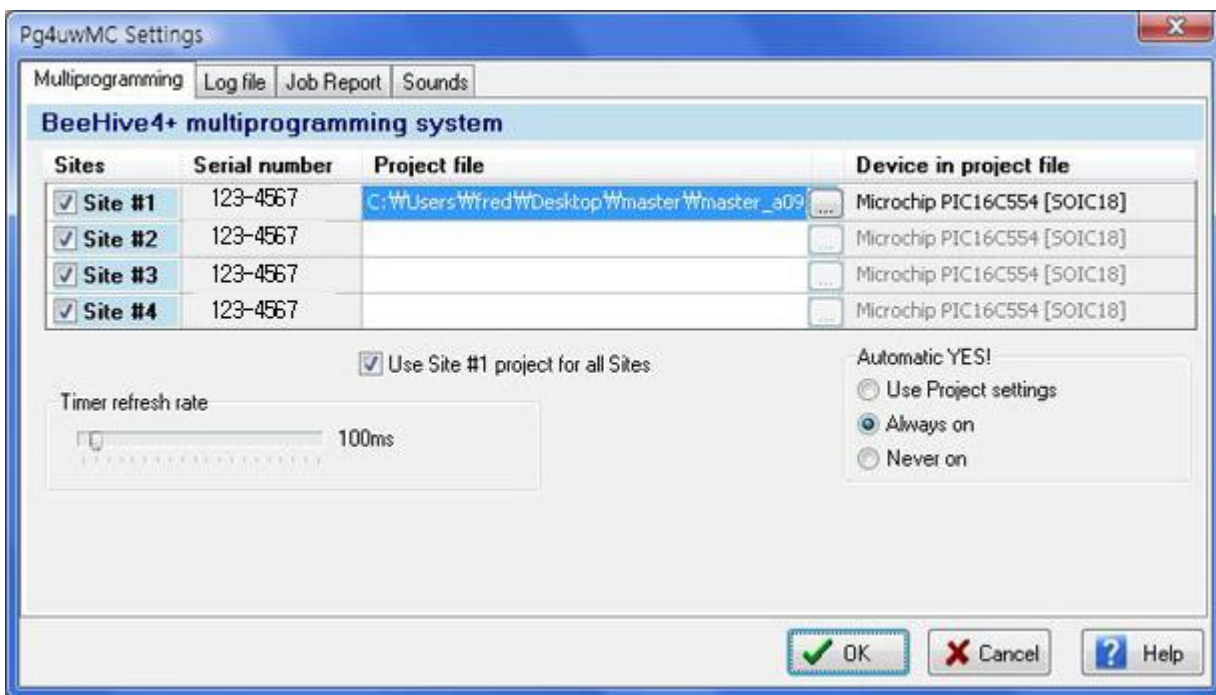 Pg4uwMC Settings
Multiprogramming Log file Job Report Sounds
BeeHive4+ multiprogramming system
Sites Serial number Project file Device in project file
Site #1 123-4567 C:₩Users₩fred₩Desktop₩master₩master_a09 ... Microchip PIC16C554 [SOIC18]
Site #2 123-4567 ... Microchip PIC16C554 [SOIC18]
Site #3 123-4567 ... Microchip PIC16C554 [SOIC18]
Site #4 123-4567 ... Microchip PIC16C554 [SOIC18]
Use Site #1 project for all Sites
Automatic YES!
Use Project settings
Always on
Never on
Timer refresh rate
100ms
OK Cancel ? Help